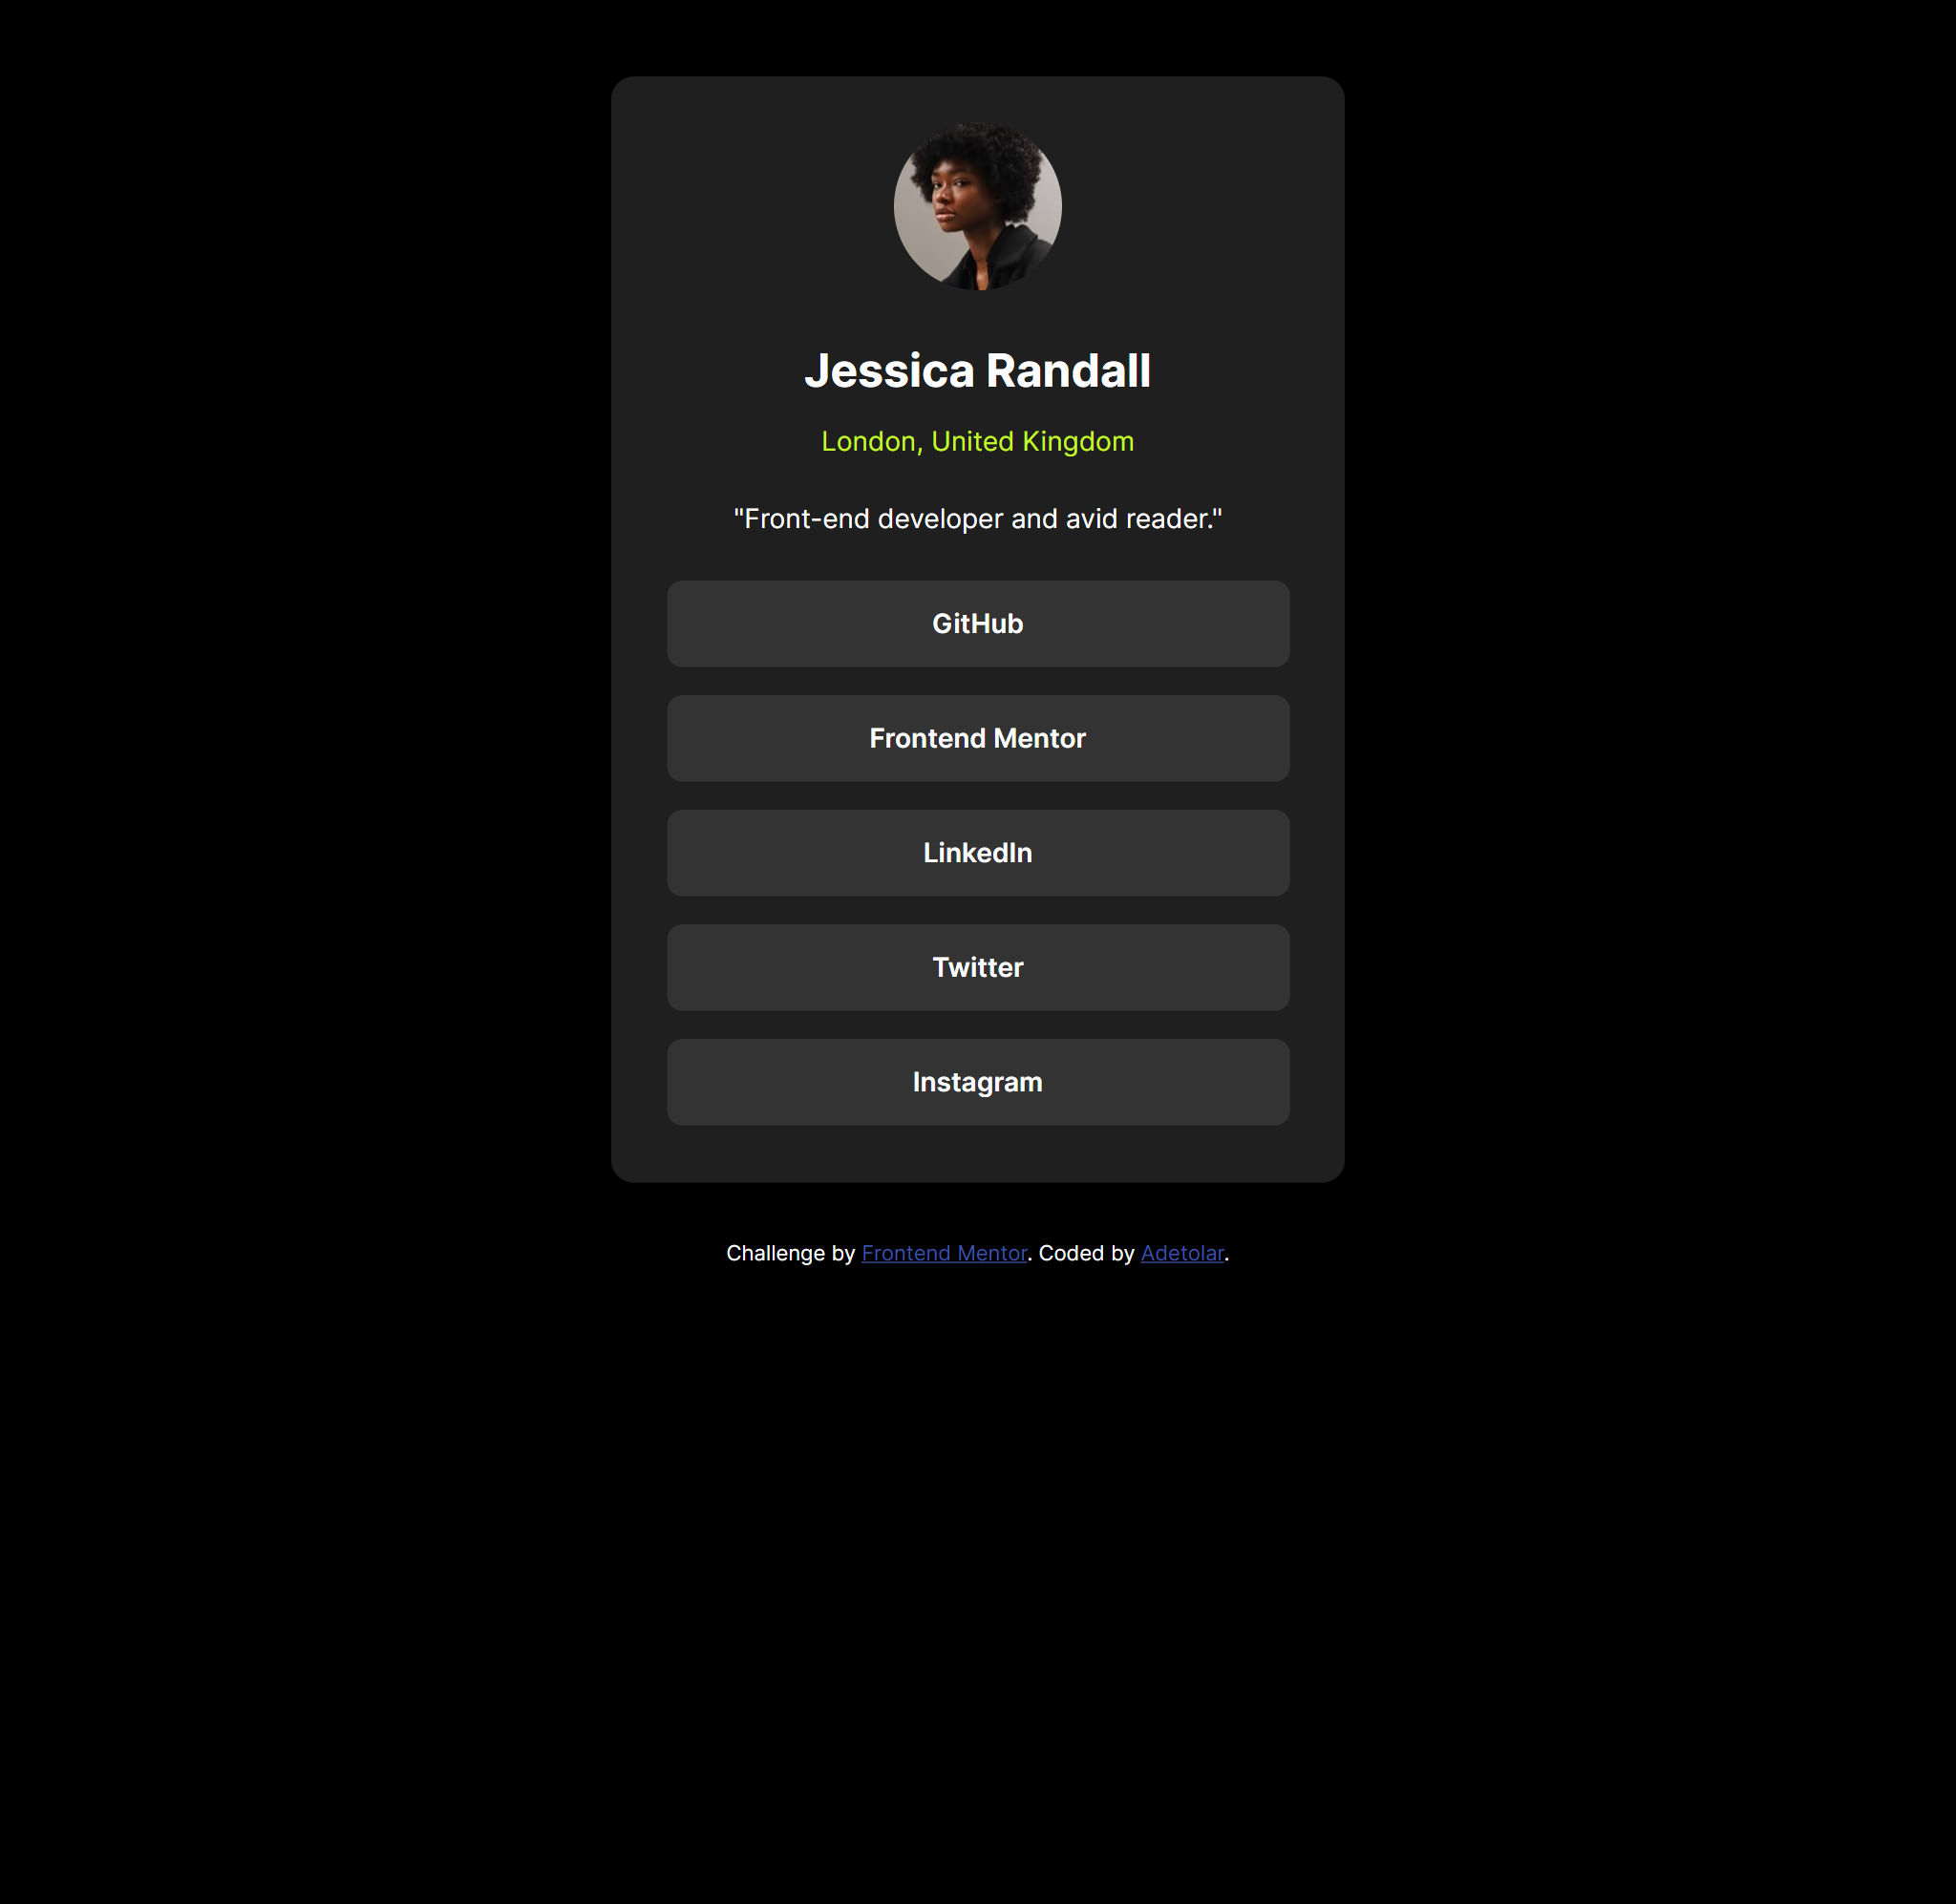 Jessica Randall
London, United Kingdom
"Front-end developer and avid reader."
GitHub
Frontend Mentor
LinkedIn
Twitter
Instagram
Challenge by Frontend Mentor. Coded by Adetolar.